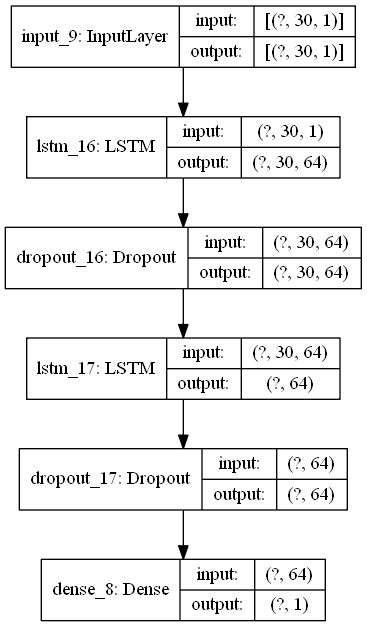 input_9: InputLayer
input: [(?, 30, 1)]
output: [(?, 30, 1)]
lstm_16: LSTM
input: (?, 30, 1)
output: (?, 30, 64)
dropout_16: Dropout
input: (?, 30, 64)
output: (?, 30, 64)
lstm_17: LSTM
input: (?, 30, 64)
output: (?, 64)
dropout_17: Dropout
input: (?, 64)
output: (?, 64)
dense_8: Dense
input: (?, 64)
output: (?, 1)